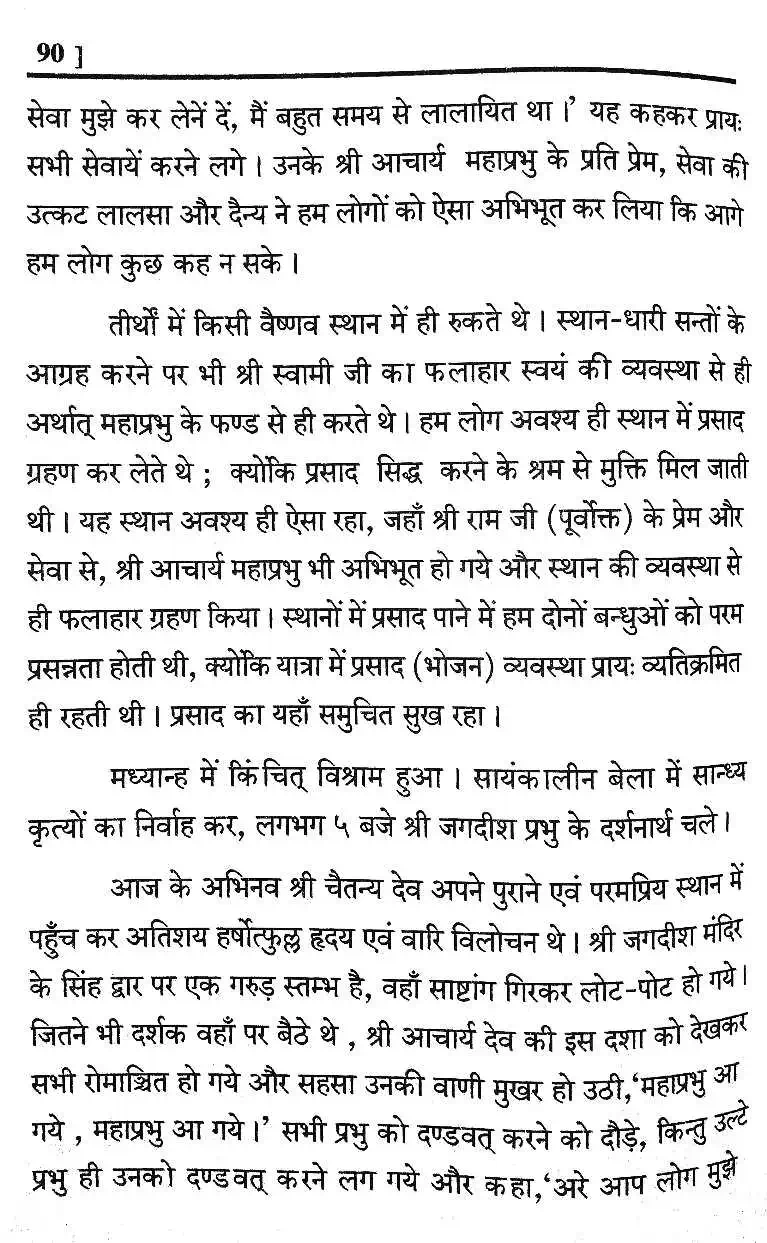 90 ]
सेवा मुझे कर लेनें दें, मैं बहुत समय से लालायित था।’ यह कहकर प्रायः
सभी सेवायें करने लगे। उनके श्री आचार्य महाप्रभु के प्रति प्रेम, सेवा की
उत्कट लालसा और दैन्य ने हम लोगों को ऐसा अभिभूत कर लिया कि आगे
हम लोग कुछ कह न सके।
तीर्थों में किसी वैष्णव स्थान में ही रुकते थे। स्थान-धारी सन्तों के
आग्रह करने पर भी श्री स्वामी जी का फलाहार स्वयं की व्यवस्था से ही
अर्थात् महाप्रभु के फण्ड से ही करते थे। हम लोग अवश्य ही स्थान में प्रसाद
ग्रहण कर लेते थे ; क्योंकि प्रसाद सिद्ध करने के श्रम से मुक्ति मिल जाती
थी। यह स्थान अवश्य ही ऐसा रहा, जहाँ श्री राम जी (पूर्वोक्त) के प्रेम और
सेवा से, श्री आचार्य महाप्रभु भी अभिभूत हो गये और स्थान की व्यवस्था से
ही फलाहार ग्रहण किया। स्थानों में प्रसाद पाने में हम दोनों बन्धुओं को परम
प्रसन्नता होती थी, क्योंकि यात्रा में प्रसाद (भोजन) व्यवस्था प्रायः व्यतिक्रमित
ही रहती थी। प्रसाद का यहाँ समुचित सुख रहा।
मध्यान्ह में किंचित् विश्राम हुआ। सायंकालीन बेला में सान्ध्य
कृत्यों का निर्वाह कर, लगभग ५ बजे श्री जगदीश प्रभु के दर्शनार्थ चले।
आज के अभिनव श्री चैतन्य देव अपने पुराने एवं परमप्रिय स्थान में
पहुँच कर अतिशय हर्षोत्फुल्ल हृदय एवं वारि विलोचन थे। श्री जगदीश मंदिर
के सिंह द्वार पर एक गरुड़ स्तम्भ है, वहाँ साष्टांग गिरकर लोट-पोट हो गये।
जितने भी दर्शक वहाँ पर बैठे थे , श्री आचार्य देव की इस दशा को देखकर
सभी रोमाञ्चित हो गये और सहसा उनकी वाणी मुखर हो उठी,‘महाप्रभु आ
गये , महाप्रभु आ गये।’ सभी प्रभु को दण्डवत् करने को दौड़े, किन्तु उल्टे
प्रभु ही उनको दण्डवत् करने लग गये और कहा,‘अरे आप लोग मुझे